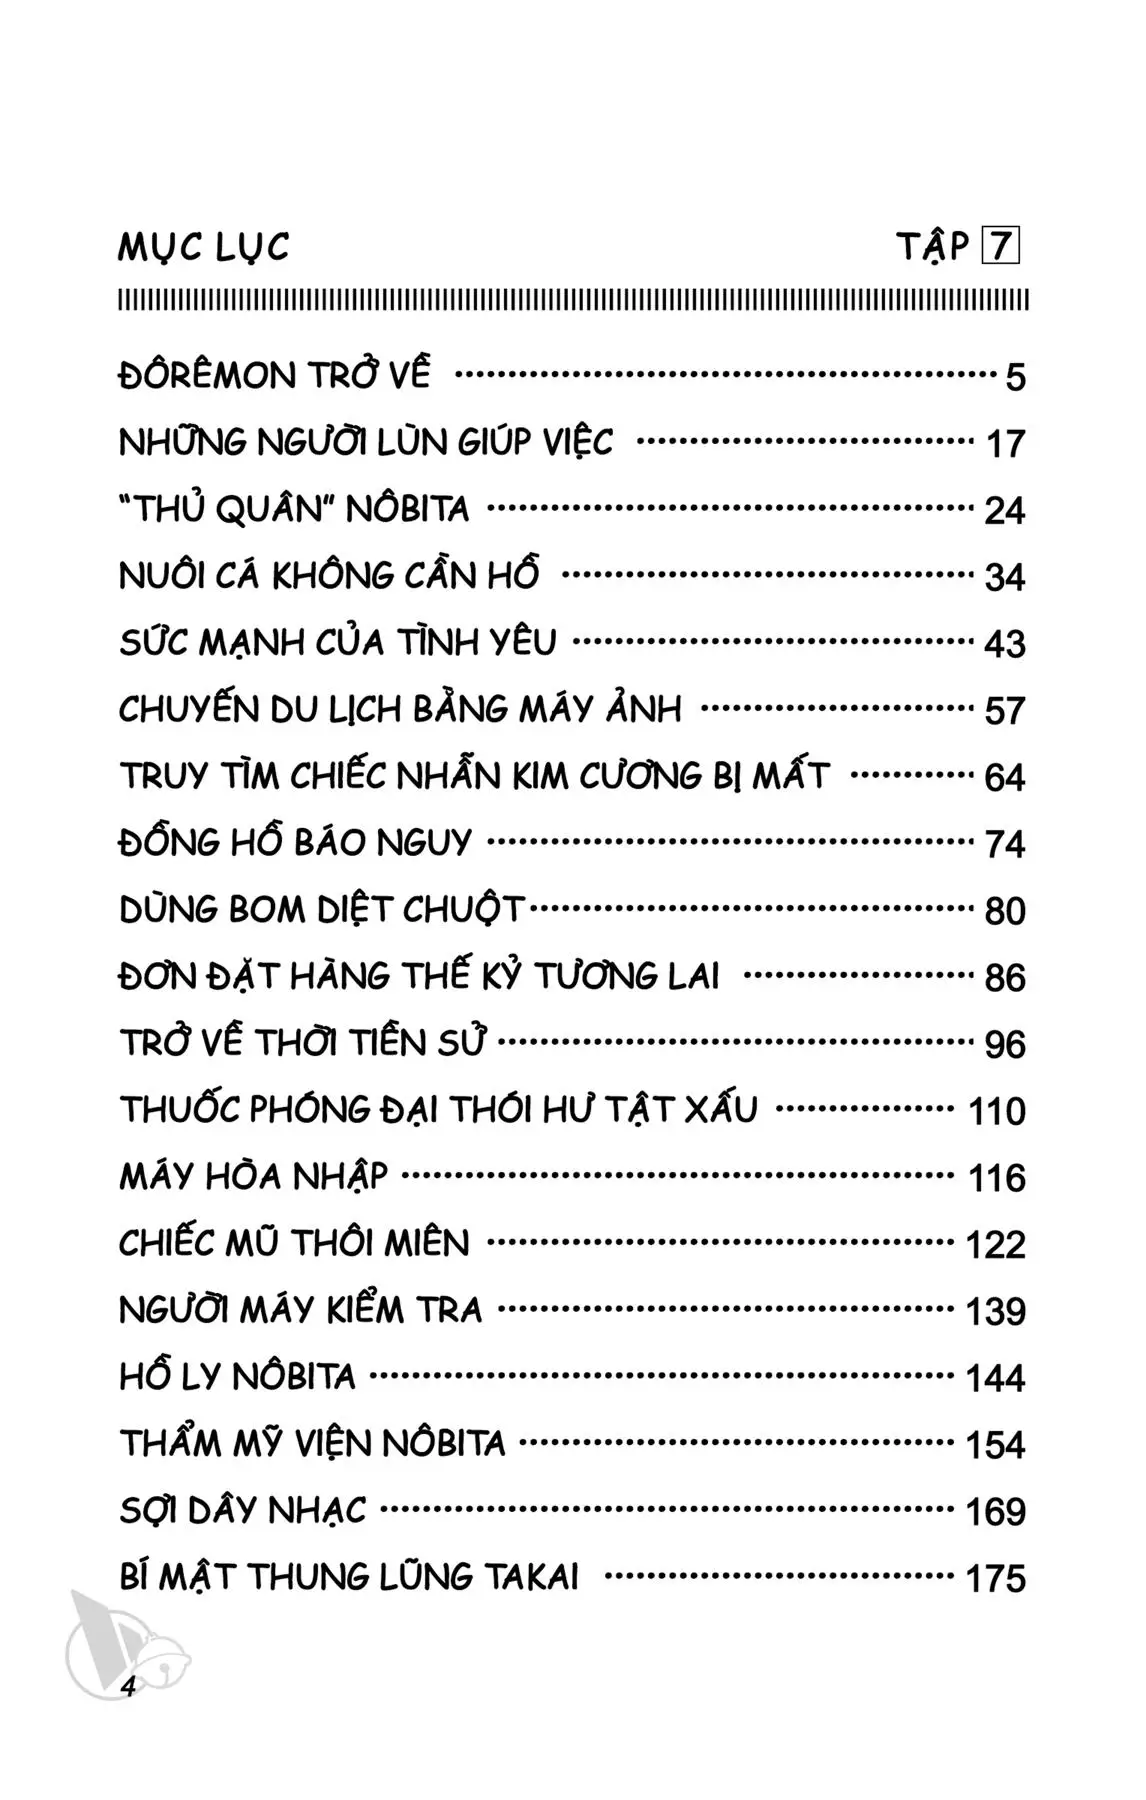 MỤC LỤC TẬP 7
ĐÔRÊMON TRỞ VỀ 5
NHỮNG NGƯỜI LÙN GIÚP VIỆC 17
“THỦ QUÂN” NÔBITA 24
NUÔI CÁ KHÔNG CẦN HỒ 34
SỨC MẠNH CỦA TÌNH YÊU 43
CHUYẾN DU LỊCH BẰNG MÁY ẢNH 57
TRUY TÌM CHIẾC NHẪN KIM CƯƠNG BỊ MẤT 64
ĐỒNG HỒ BÁO NGUY 74
DÙNG BOM DIỆT CHUỘT 80
ĐƠN ĐẶT HÀNG THẾ KỶ TƯƠNG LAI 86
TRỞ VỀ THỜI TIỀN SỬ 96
THUỐC PHÓNG ĐẠI THÓI HƯ TẬT XẤU 110
MÁY HÒA NHẬP 116
CHIẾC MŨ THÔI MIÊN 122
NGƯỜI MÁY KIỂM TRA 139
HỒ LY NÔBITA 144
THẨM MỸ VIỆN NÔBITA 154
SỢI DÂY NHẠC 169
BÍ MẬT THUNG LŨNG TAKAI 175
4